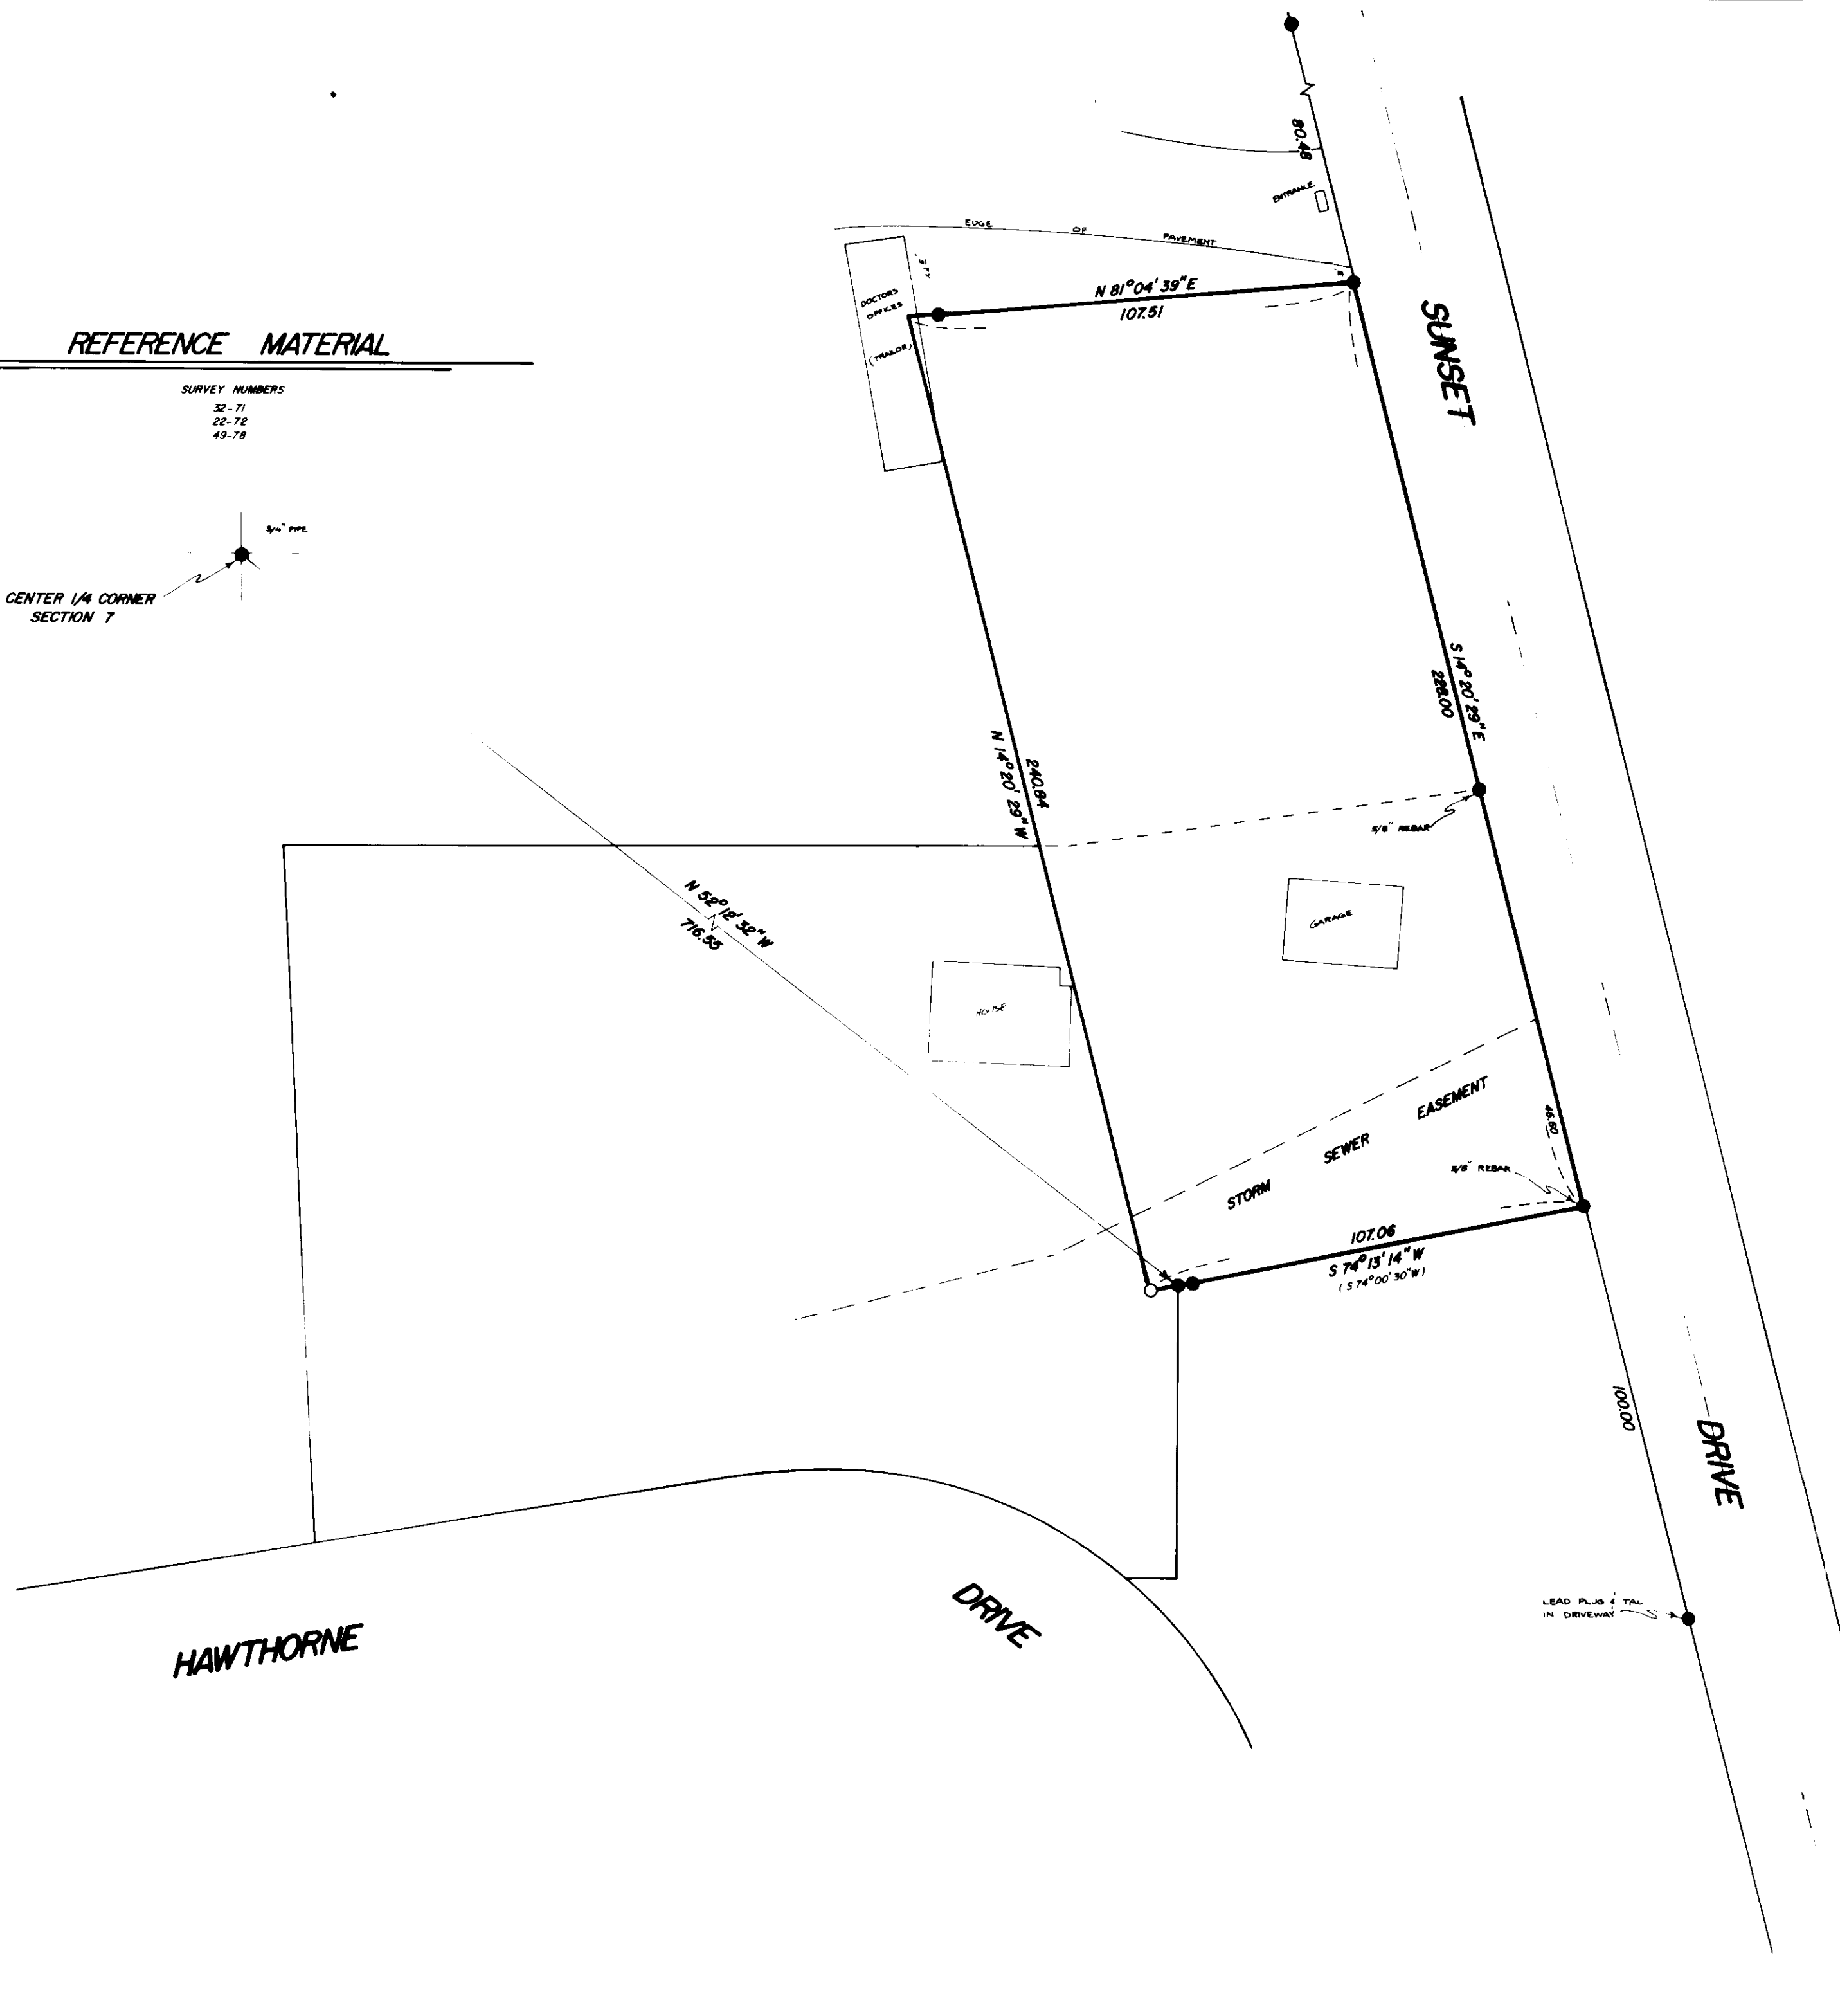 80.48
ENTRANCE
EDGE OF PAVEMENT
DOCTORS
OFFICES
(TRAILOR)
N 81°04'39"E
107.51
SUNSET
REFERENCE MATERIAL
SURVEY NUMBERS
32-71
22-72
49-78
3/4" PIPE
CENTER 1/4 CORNER
SECTION 7
S 14°20'29"E
228.00
240.84
N 14°20'29"W
5/8" REBAR
N 52°12'32"W
716.55
GARAGE
HOUSE
STORM SEWER EASEMENT
46.60
5/8" REBAR
107.06
S 74°13'14"W
(S 74°00'30"W)
100.00
DRIVE
LEAD PLUG &
IN DRIVEWAY
HAWTHORNE DRIVE